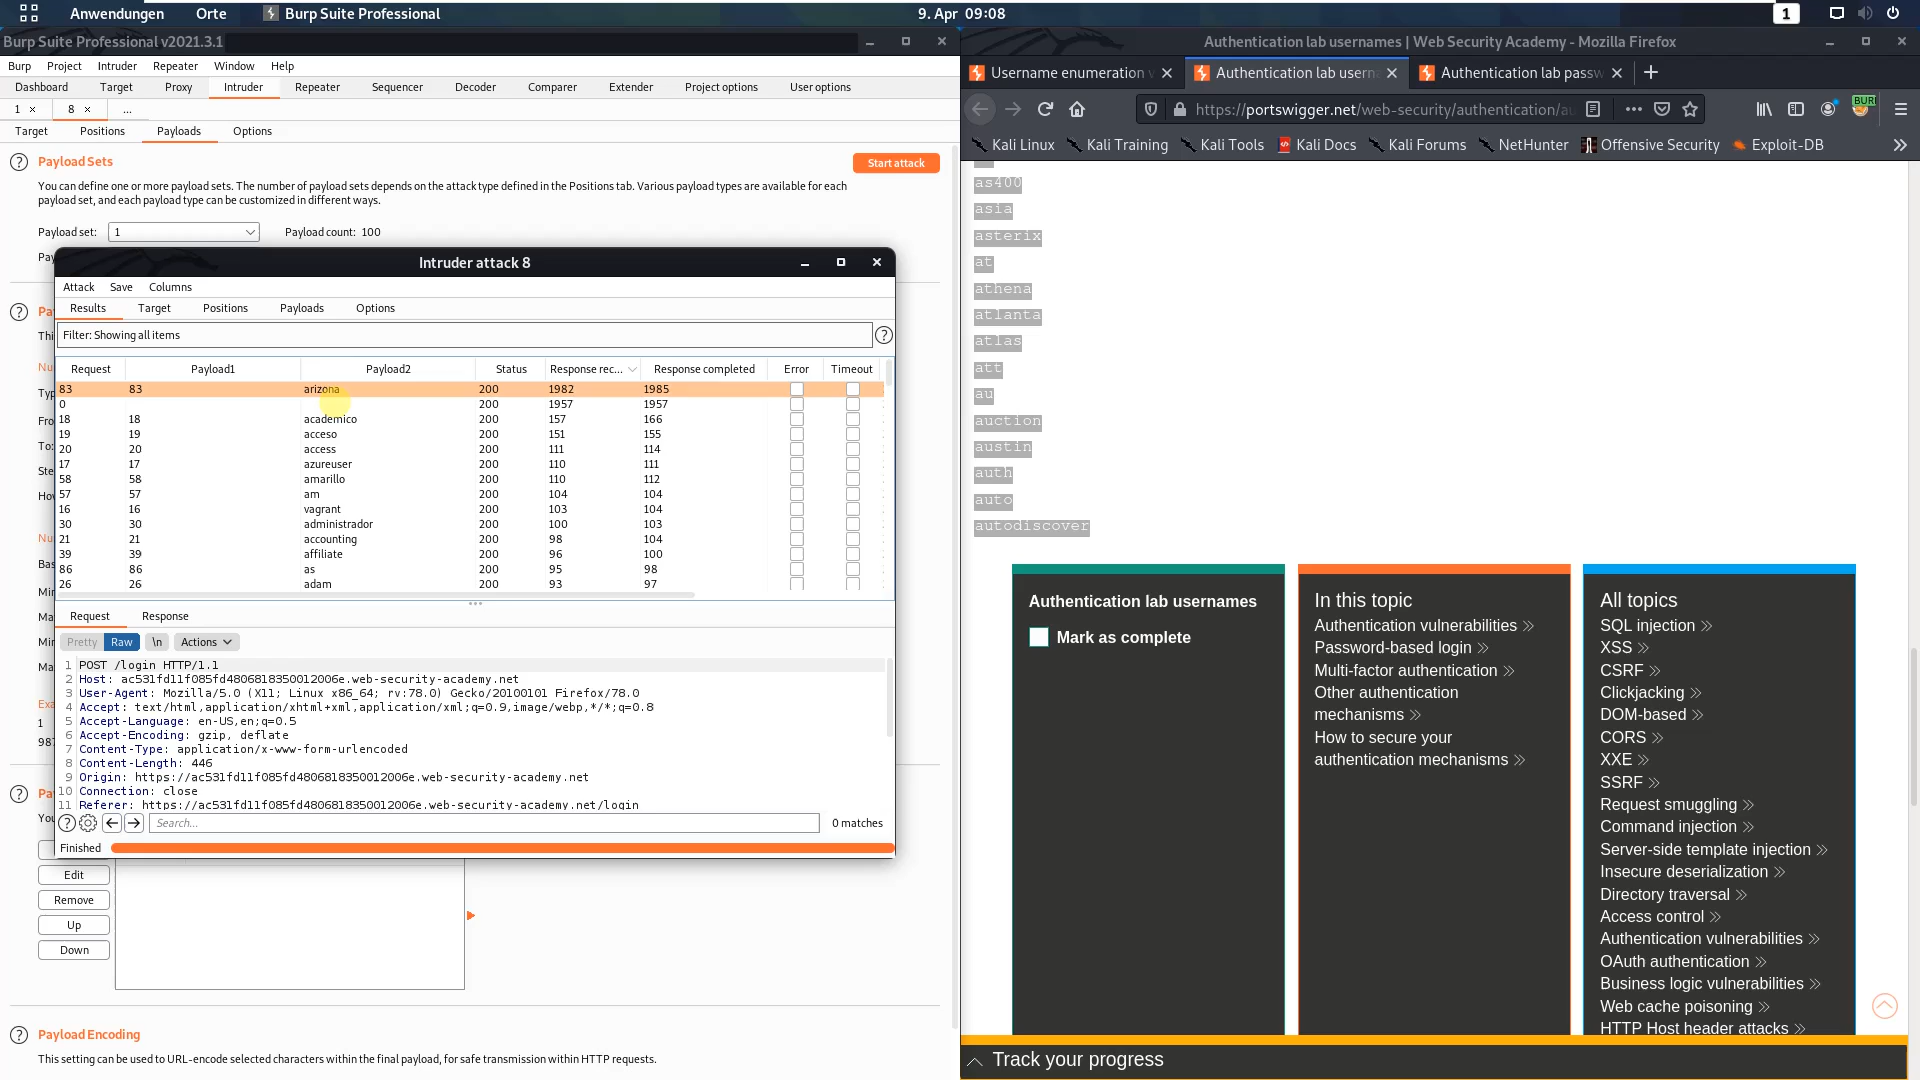 Anwendungen Orte Burp Suite Professional 9. Apr 09:08 1
Burp Suite Professional v2021.3.1
Burp Project Intruder Repeater Window Help
Dashboard Target Proxy Intruder Repeater Sequencer Decoder Comparer Extender Project options User options
1 × 8 × ...
Target Positions Payloads Options
? Payload Sets Start attack
You can define one or more payload sets. The number of payload sets depends on the attack type defined in the Positions tab. Various payload types are available for each
payload set, and each payload type can be customized in different ways.
Payload set: 1 Payload count: 100
Pay
? Pa
Thi
Nu
Typ
Fro
To:
Ste
Hov
Nu
Bas
Min
Ma
Min
Ma
Exa
1
987
? Pa
You
Edit
Remove
Up
Down
? Payload Encoding
This setting can be used to URL-encode selected characters within the final payload, for safe transmission within HTTP requests.
Intruder attack 8
Attack Save Columns
Results Target Positions Payloads Options
Filter: Showing all items ?
Request Payload1 Payload2 Status Response rec... Response completed Error Timeout
83 83 arizona 200 1982 1985
0 200 1957 1957
18 18 academico 200 157 166
19 19 acceso 200 151 155
20 20 access 200 111 114
17 17 azureuser 200 110 111
58 58 amarillo 200 110 112
57 57 am 200 104 104
16 16 vagrant 200 103 104
30 30 administrador 200 100 103
21 21 accounting 200 98 104
39 39 affiliate 200 96 100
86 86 as 200 95 98
26 26 adam 200 93 97
Request Response
Pretty Raw \n Actions
1 POST /login HTTP/1.1
2 Host: ac531fd11f085fd4806818350012006e.web-security-academy.net
3 User-Agent: Mozilla/5.0 (X11; Linux x86_64; rv:78.0) Gecko/20100101 Firefox/78.0
4 Accept: text/html,application/xhtml+xml,application/xml;q=0.9,image/webp,*/*;q=0.8
5 Accept-Language: en-US,en;q=0.5
6 Accept-Encoding: gzip, deflate
7 Content-Type: application/x-www-form-urlencoded
8 Content-Length: 446
9 Origin: https://ac531fd11f085fd4806818350012006e.web-security-academy.net
10 Connection: close
11 Referer: https://ac531fd11f085fd4806818350012006e.web-security-academy.net/login
? Search... 0 matches
Finished
Authentication lab usernames | Web Security Academy - Mozilla Firefox
Username enumeration v × Authentication lab usern × Authentication lab passw ×
https://portswigger.net/web-security/authentication/au BURI
Kali Linux Kali Training Kali Tools Kali Docs Kali Forums NetHunter Offensive Security Exploit-DB
as400
asia
asterix
at
athena
atlanta
atlas
att
au
auction
austin
auth
auto
autodiscover
Authentication lab usernames
Mark as complete
In this topic
Authentication vulnerabilities
Password-based login
Multi-factor authentication
Other authentication
mechanisms
How to secure your
authentication mechanisms
All topics
SQL injection
XSS
CSRF
Clickjacking
DOM-based
CORS
XXE
SSRF
Request smuggling
Command injection
Server-side template injection
Insecure deserialization
Directory traversal
Access control
Authentication vulnerabilities
OAuth authentication
Business logic vulnerabilities
Web cache poisoning
HTTP Host header attacks
Track your progress